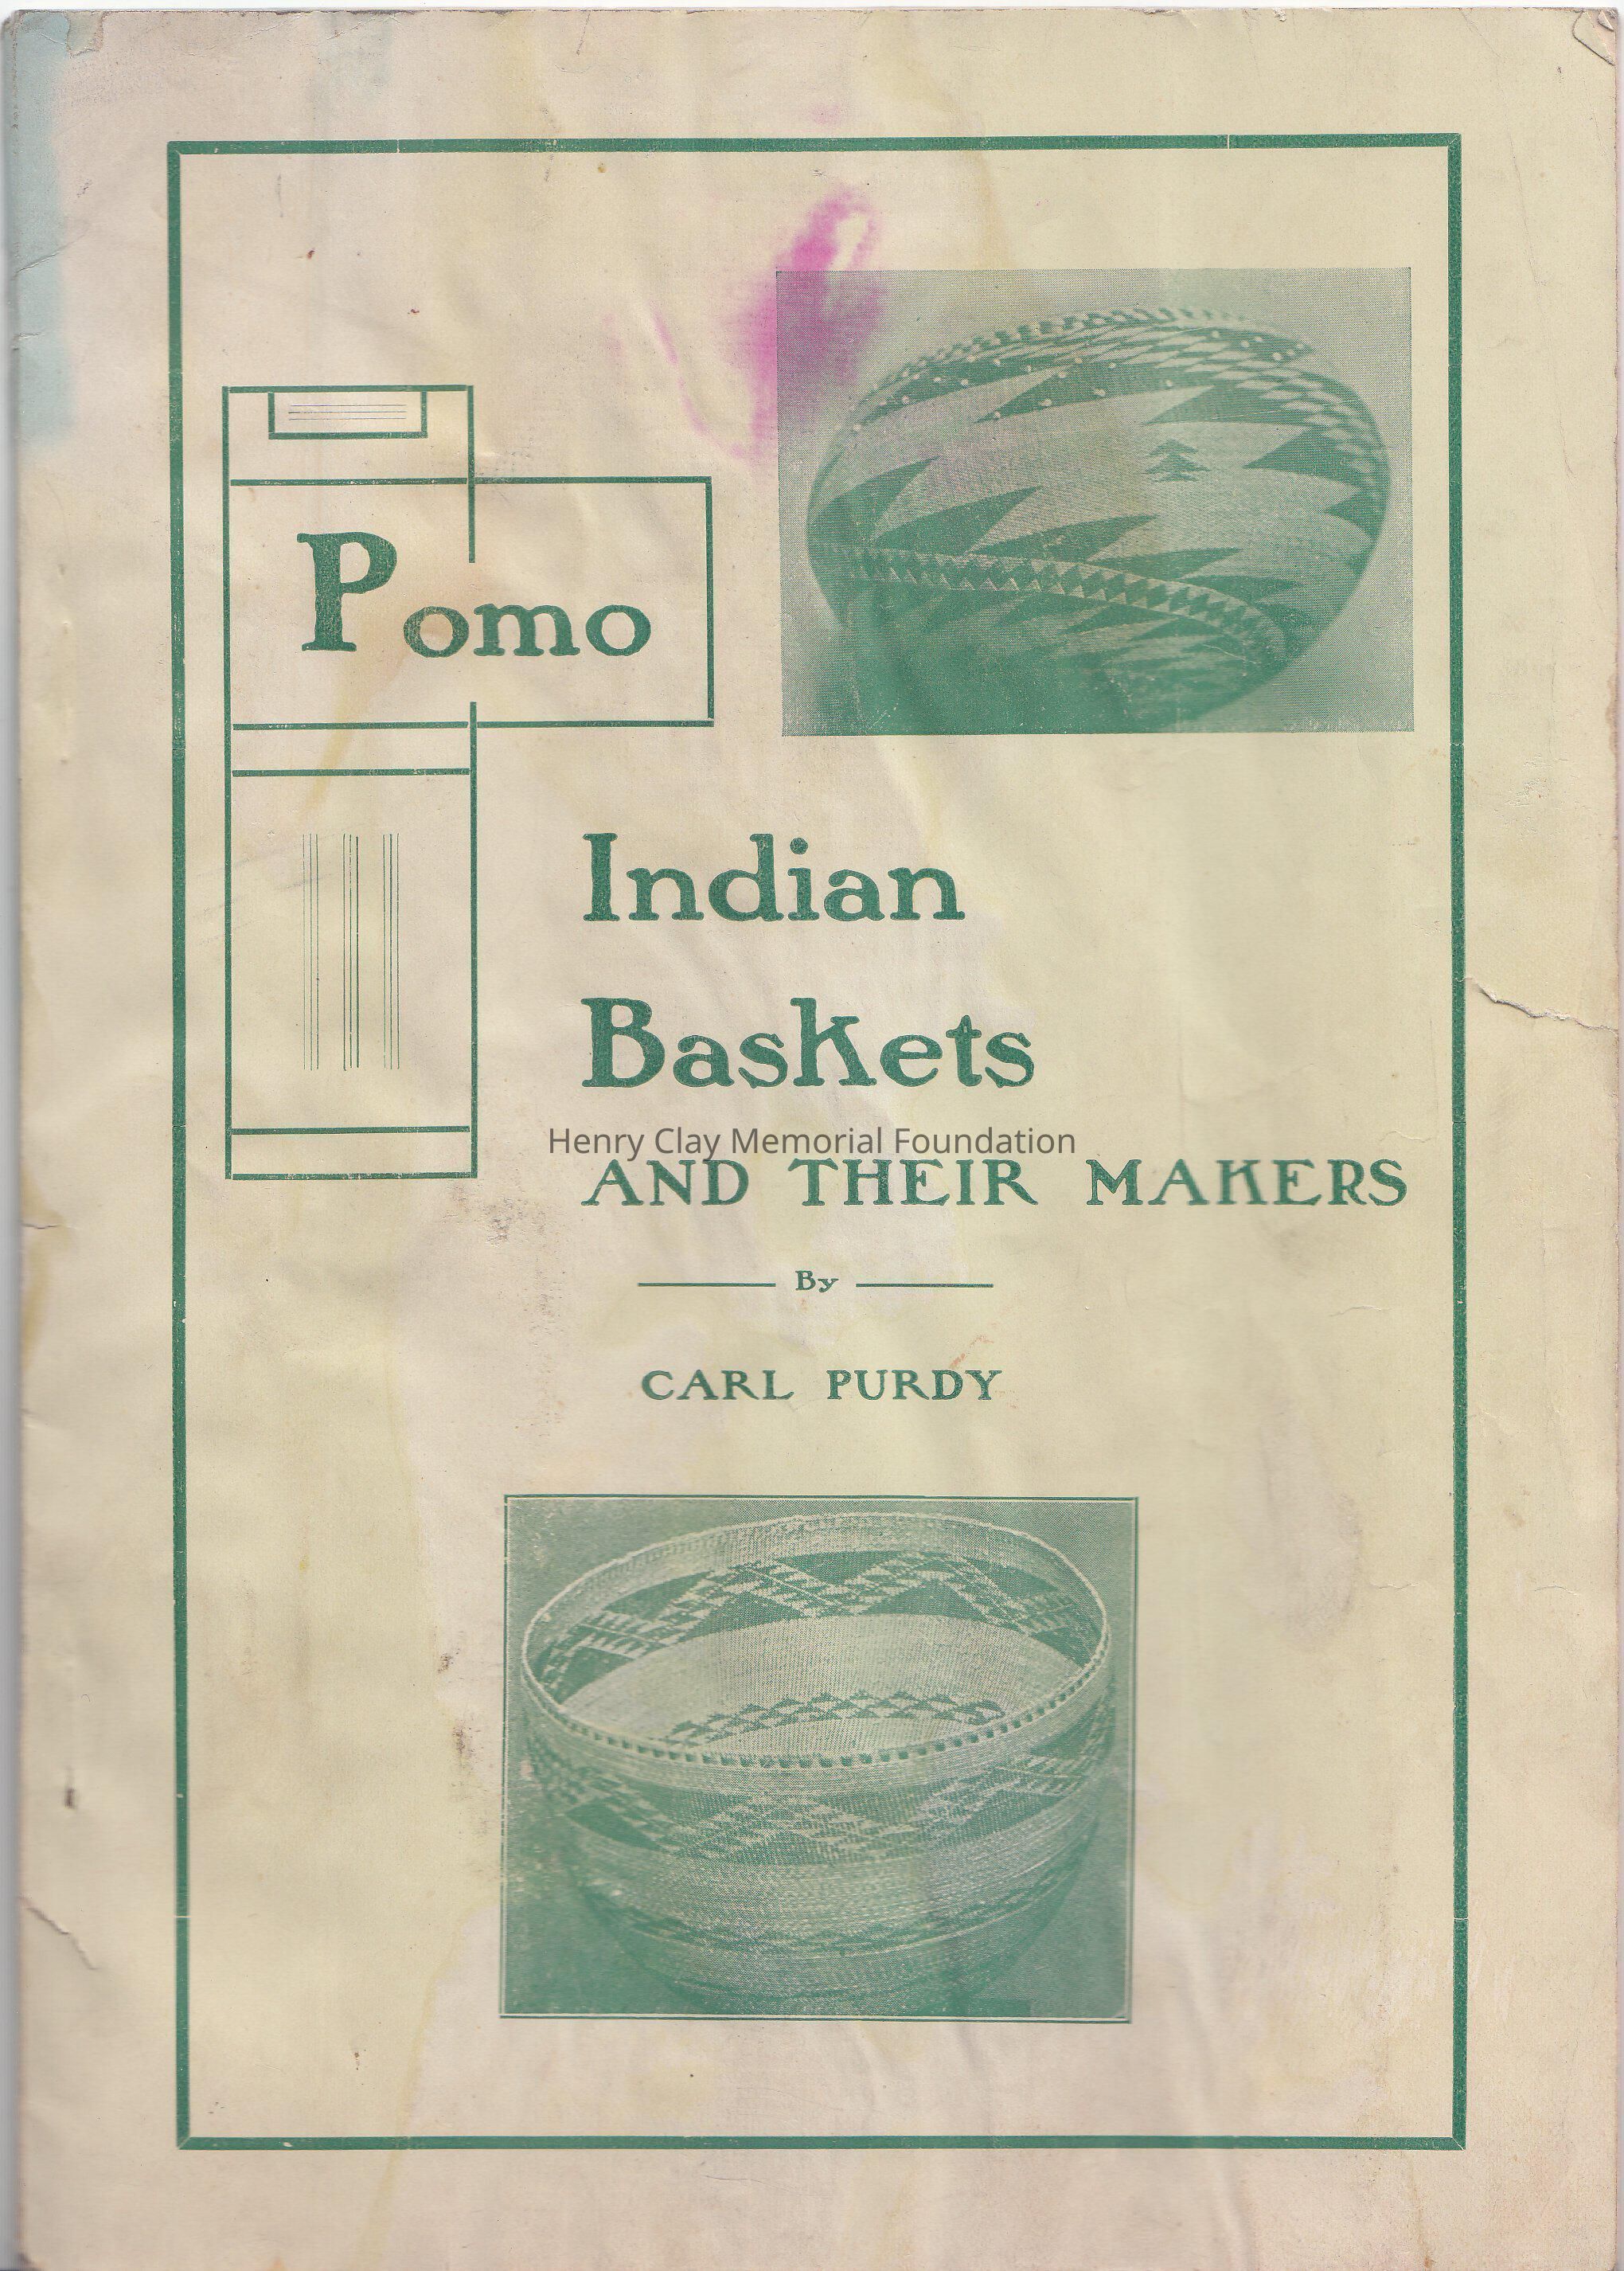 Pomo
Indian
Baskets
Henry Clay Memorial Foundation
AND THEIR MAKERS
By
CARL PURDY